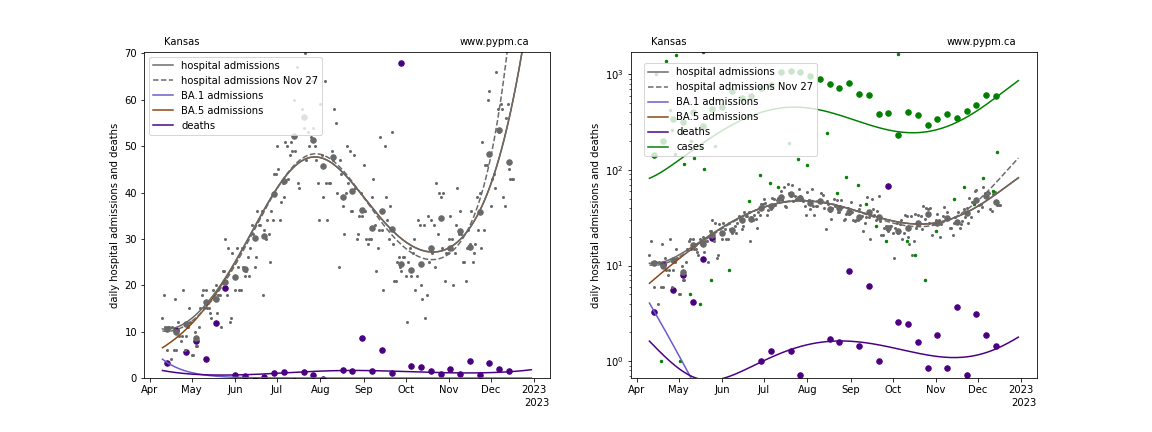 Kansas
www.pypm.ca
70
60
50
40
30
20
10
0
daily hospital admissions and deaths
hospital admissions
hospital admissions Nov 27
BA.1 admissions
BA.5 admissions
deaths
Apr May Jun Jul Aug Sep Oct Nov Dec 2023
2023
Kansas
www.pypm.ca
10³
10²
10¹
10⁰
daily hospital admissions and deaths
hospital admissions
hospital admissions Nov 27
BA.1 admissions
BA.5 admissions
deaths
cases
Apr May Jun Jul Aug Sep Oct Nov Dec 2023
2023